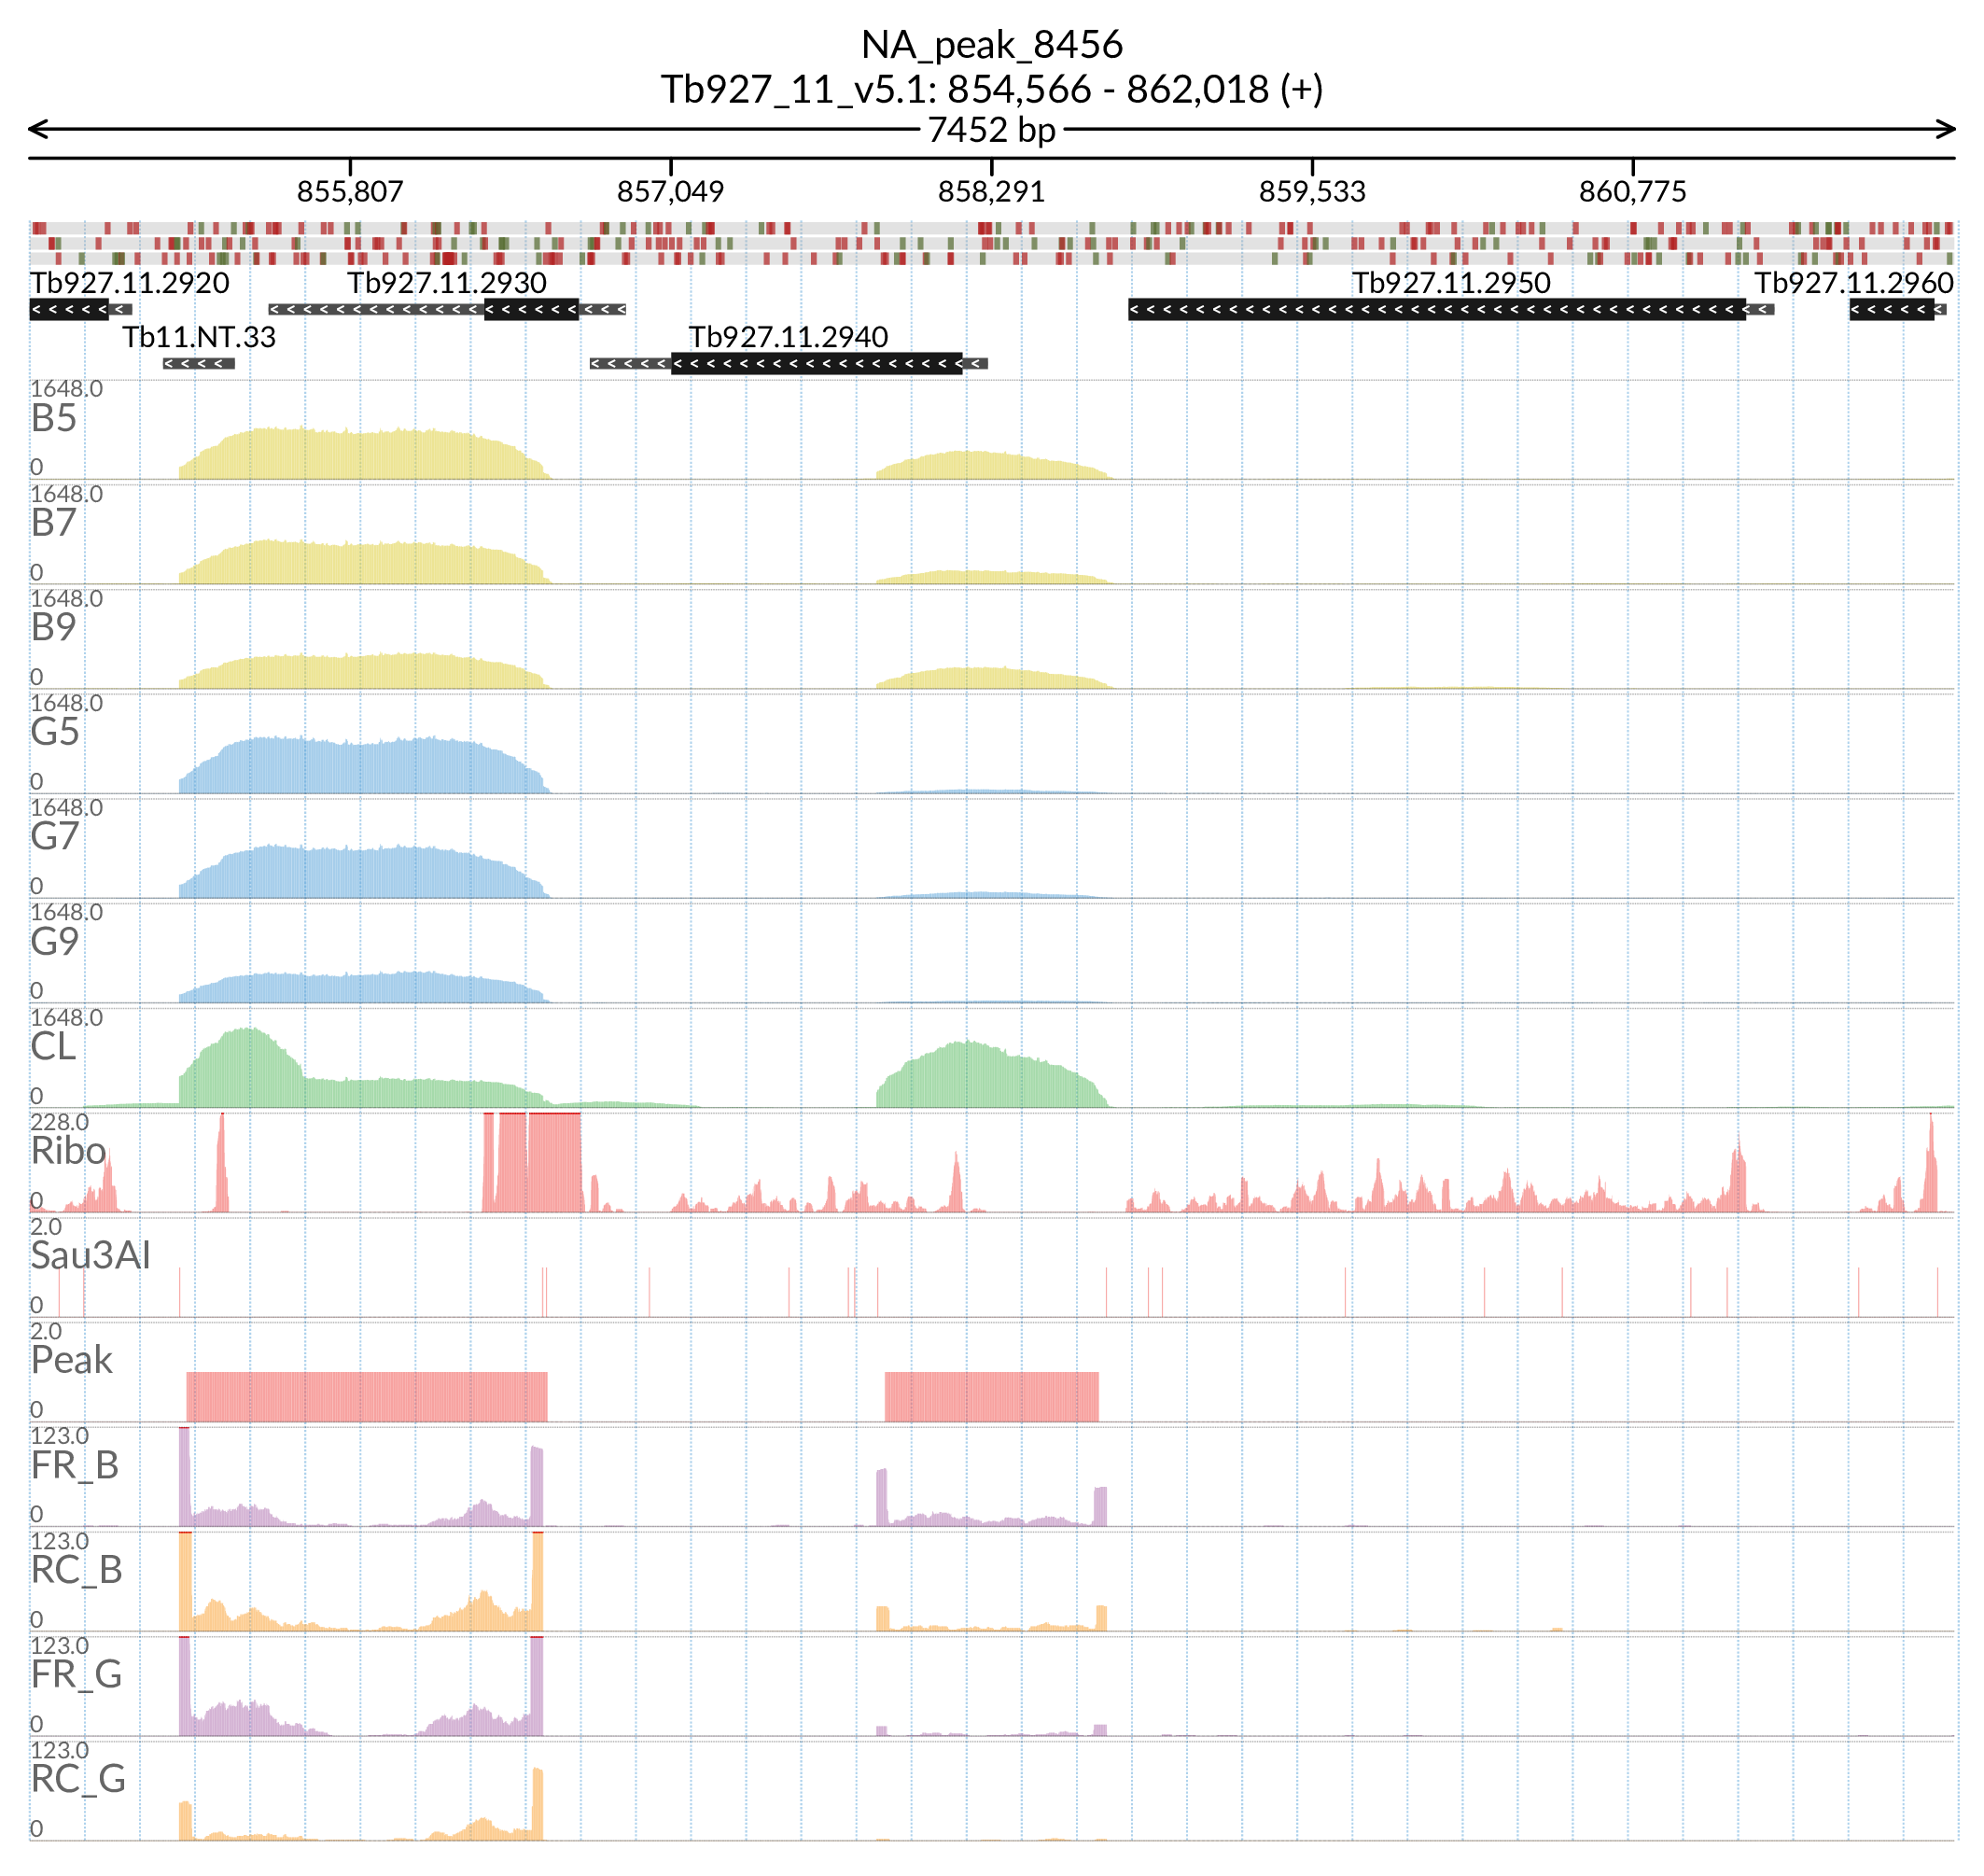 NA_peak_8456
Tb927_11_v5.1: 854,566 - 862,018 (+)
7452 bp
855,807 857,049 858,291 859,533 860,775
Tb927.11.2920 Tb927.11.2930 Tb927.11.2950 Tb927.11.2960
Tb11.NT.33 Tb927.11.2940
1648.0
B5
0
1648.0
B7
0
1648.0
B9
0
1648.0
G5
0
1648.0
G7
0
1648.0
G9
0
1648.0
CL
0
228.0
Ribo
0
2.0
Sau3AI
0
2.0
Peak
0
123.0
FR_B
0
123.0
RC_B
0
123.0
FR_G
0
123.0
RC_G
0